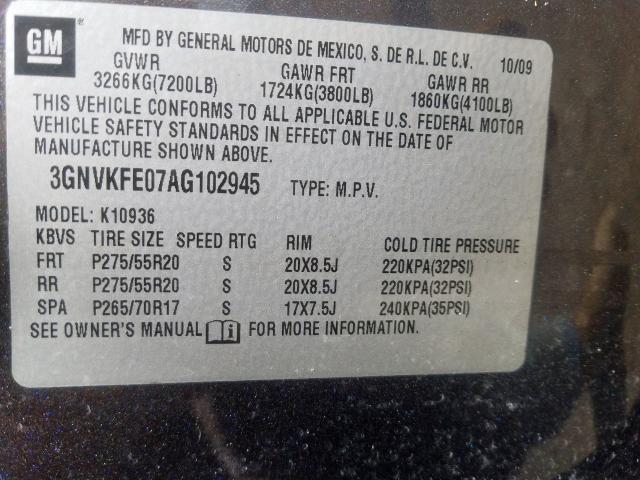 GM
MFD BY GENERAL MOTORS DE MEXICO, S. DE R.L. DE C.V.
10/09
GVWR GAWR FRT GAWR RR
3266KG(7200LB) 1724KG(3800LB) 1860KG(4100LB)
THIS VEHICLE CONFORMS TO ALL APPLICABLE U.S. FEDERAL MOTOR
VEHICLE SAFETY STANDARDS IN EFFECT ON THE DATE OF
MANUFACTURE SHOWN ABOVE.
3GNVKFE07AG102945 TYPE: M.P.V.
MODEL: K10936
KBVS TIRE SIZE SPEED RTG RIM COLD TIRE PRESSURE
FRT P275/55R20 S 20X8.5J 220KPA(32PSI)
RR P275/55R20 S 20X8.5J 220KPA(32PSI)
SPA P265/70R17 S 17X7.5J 240KPA(35PSI)
SEE OWNER'S MANUAL i FOR MORE INFORMATION.